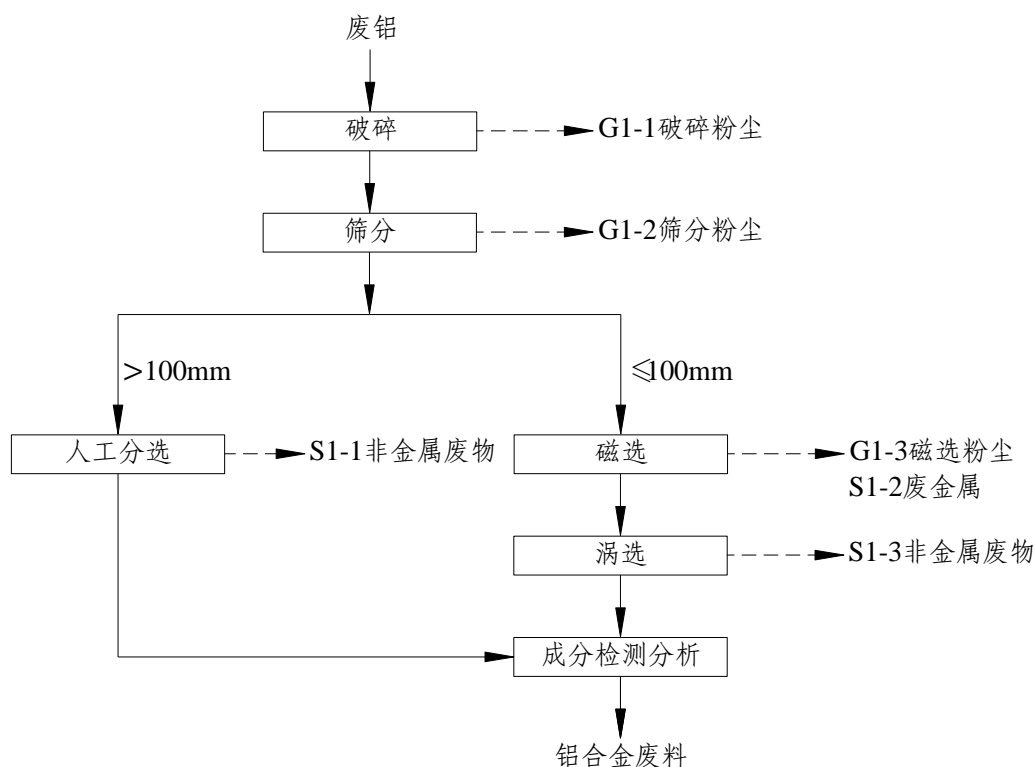 废铝
破碎
G1-1破碎粉尘
筛分
G1-2筛分粉尘
>100mm
≤100mm
人工分选
S1-1非金属废物
磁选
G1-3磁选粉尘
S1-2废金属
涡选
S1-3非金属废物
成分检测分析
铝合金废料